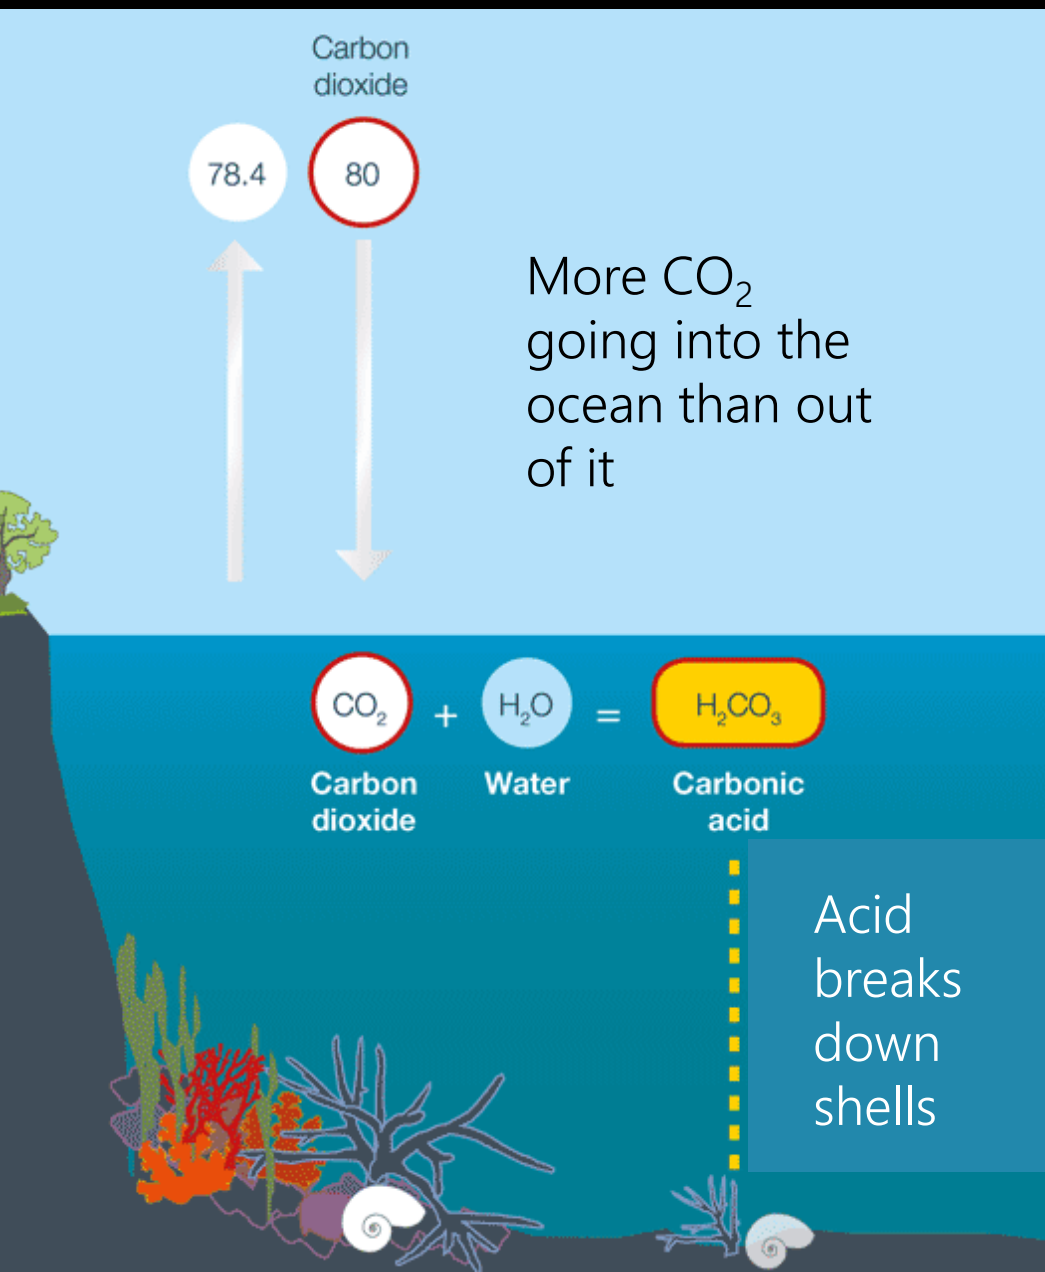 Carbon
dioxide
78.4
80
More CO₂
going into the
ocean than out
of it
CO₂ + H₂O = H₂CO₃
Carbon
dioxide
Water
Carbonic
acid
Acid
breaks
down
shells